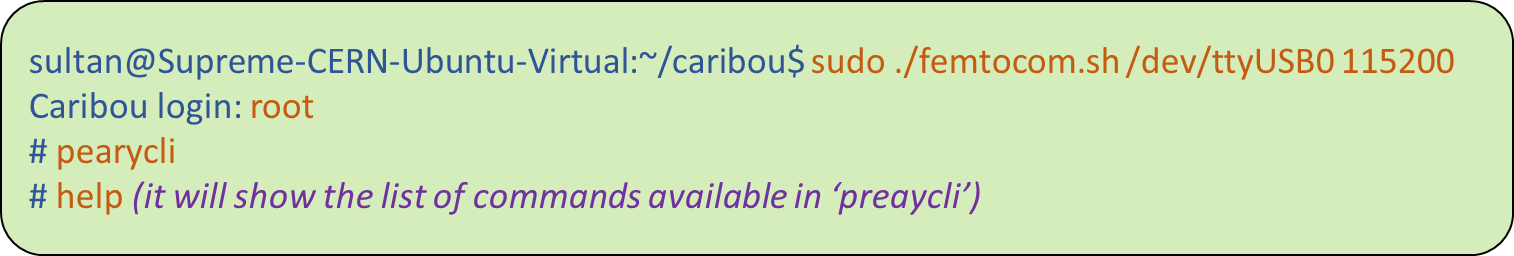 sultan@Supreme-CERN-Ubuntu-Virtual:~/caribou$ sudo ./femtocom.sh /dev/ttyUSB0 115200
Caribou login: root
# pearycli
# help (it will show the list of commands available in ‘preaycli’)